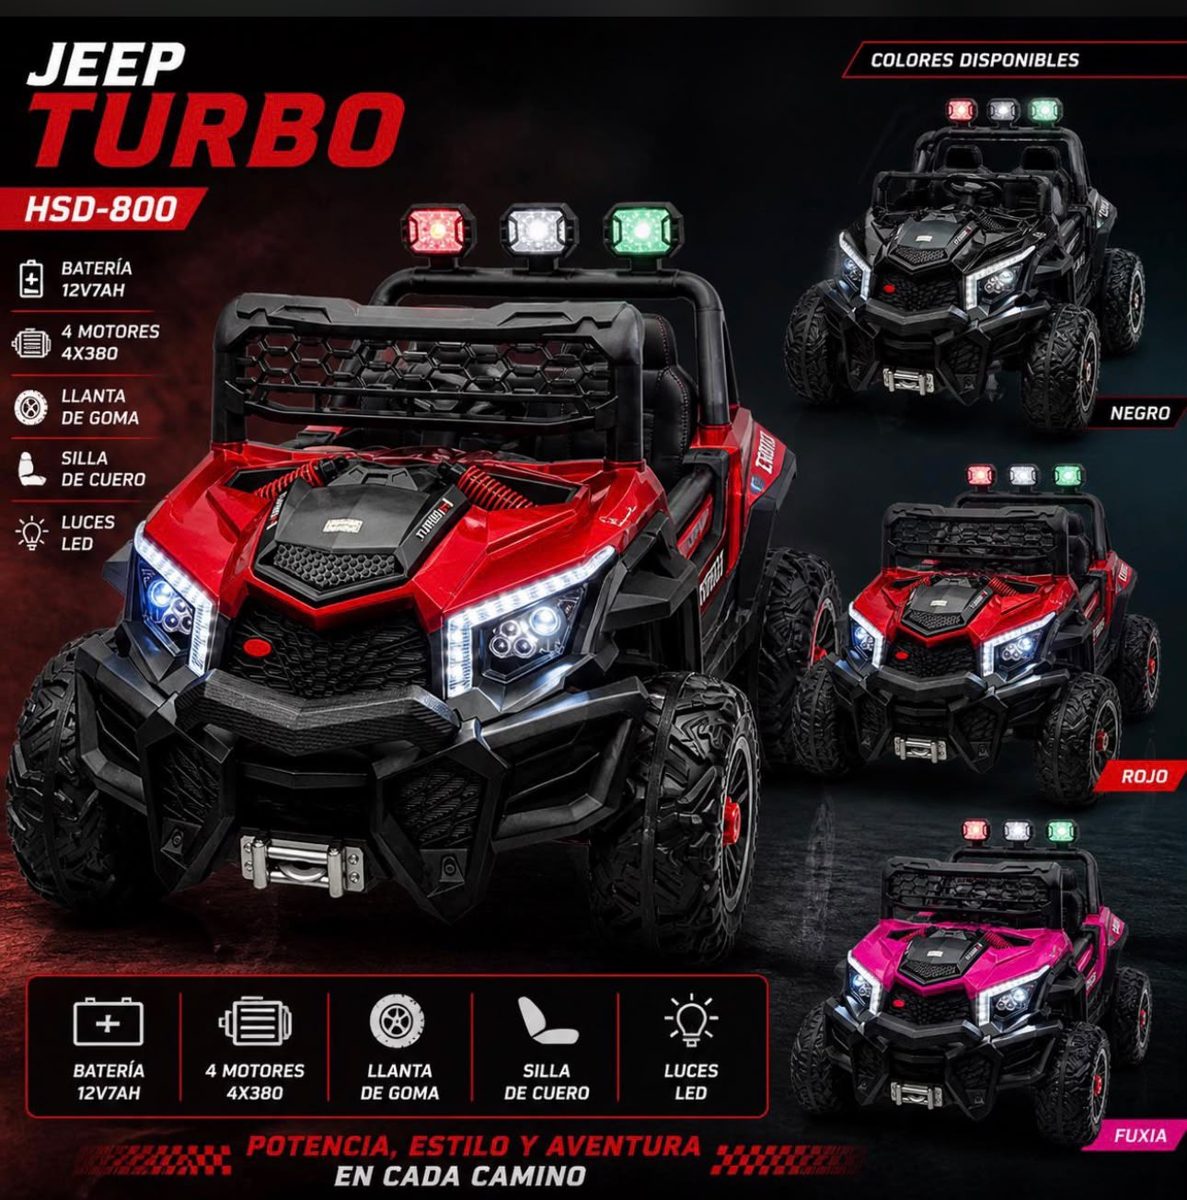 JEEP
TURBO
HSD-800
BATERÍA
12V7AH
4 MOTORES
4X380
LLANTA
DE GOMA
SILLA
DE CUERO
LUCES
LED
COLORES DISPONIBLES
NEGRO
ROJO
FUXIA
BATERÍA
12V7AH
4 MOTORES
4X380
LLANTA
DE GOMA
SILLA
DE CUERO
LUCES
LED
POTENCIA, ESTILO Y AVENTURA
EN CADA CAMINO